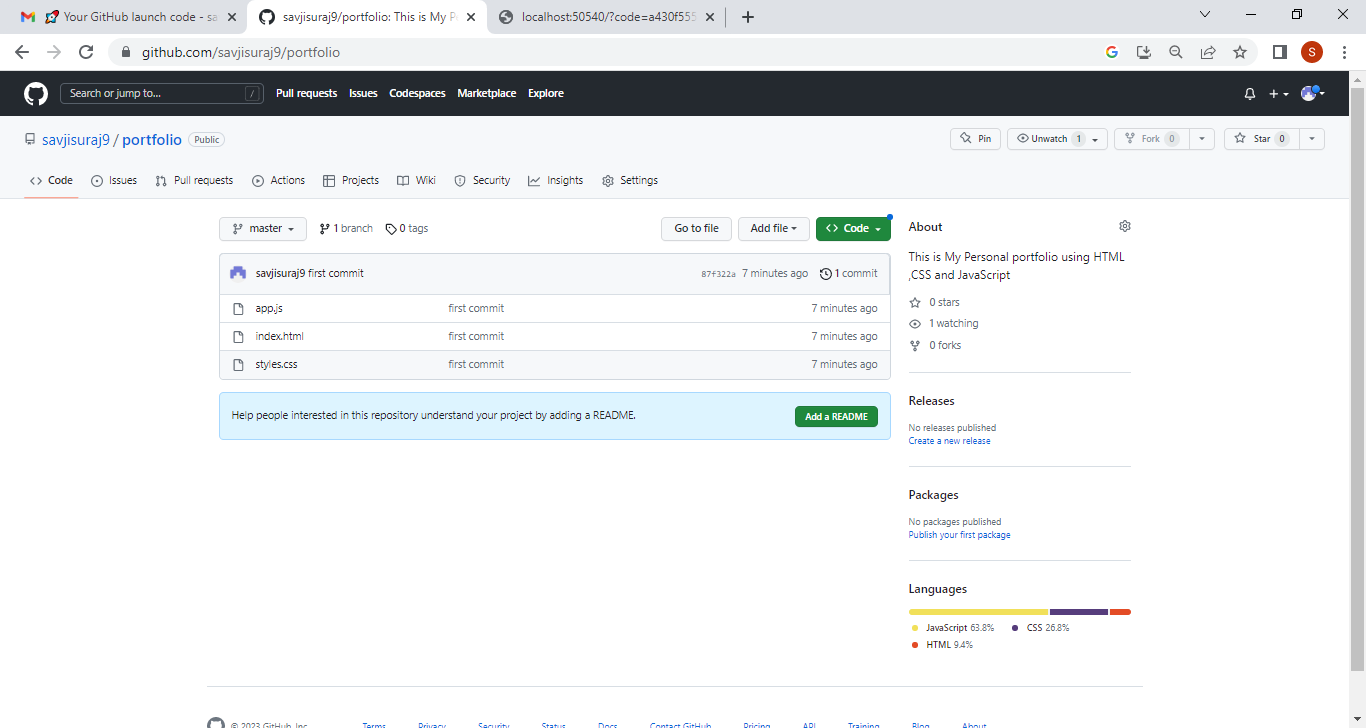 Your GitHub launch code - sa
savjisuraj9/portfolio: This is My P
localhost:50540/?code=a430f555
github.com/savjisuraj9/portfolio
S
Search or jump to... /
Pull requests Issues Codespaces Marketplace Explore
savjisuraj9 / portfolio Public
Pin Unwatch 1 Fork 0 Star 0
Code Issues Pull requests Actions Projects Wiki Security Insights Settings
master 1 branch 0 tags Go to file Add file Code
savjisuraj9 first commit 87f322a 7 minutes ago 1 commit
app.js first commit 7 minutes ago
index.html first commit 7 minutes ago
styles.css first commit 7 minutes ago
Help people interested in this repository understand your project by adding a README. Add a README
About
This is My Personal portfolio using HTML
,CSS and JavaScript
0 stars
1 watching
0 forks
Releases
No releases published
Create a new release
Packages
No packages published
Publish your first package
Languages
JavaScript 63.8% CSS 26.8%
HTML 9.4%
© 2023 GitHub, Inc. Terms Privacy Security Status Docs Contact GitHub Pricing API Training Blog About